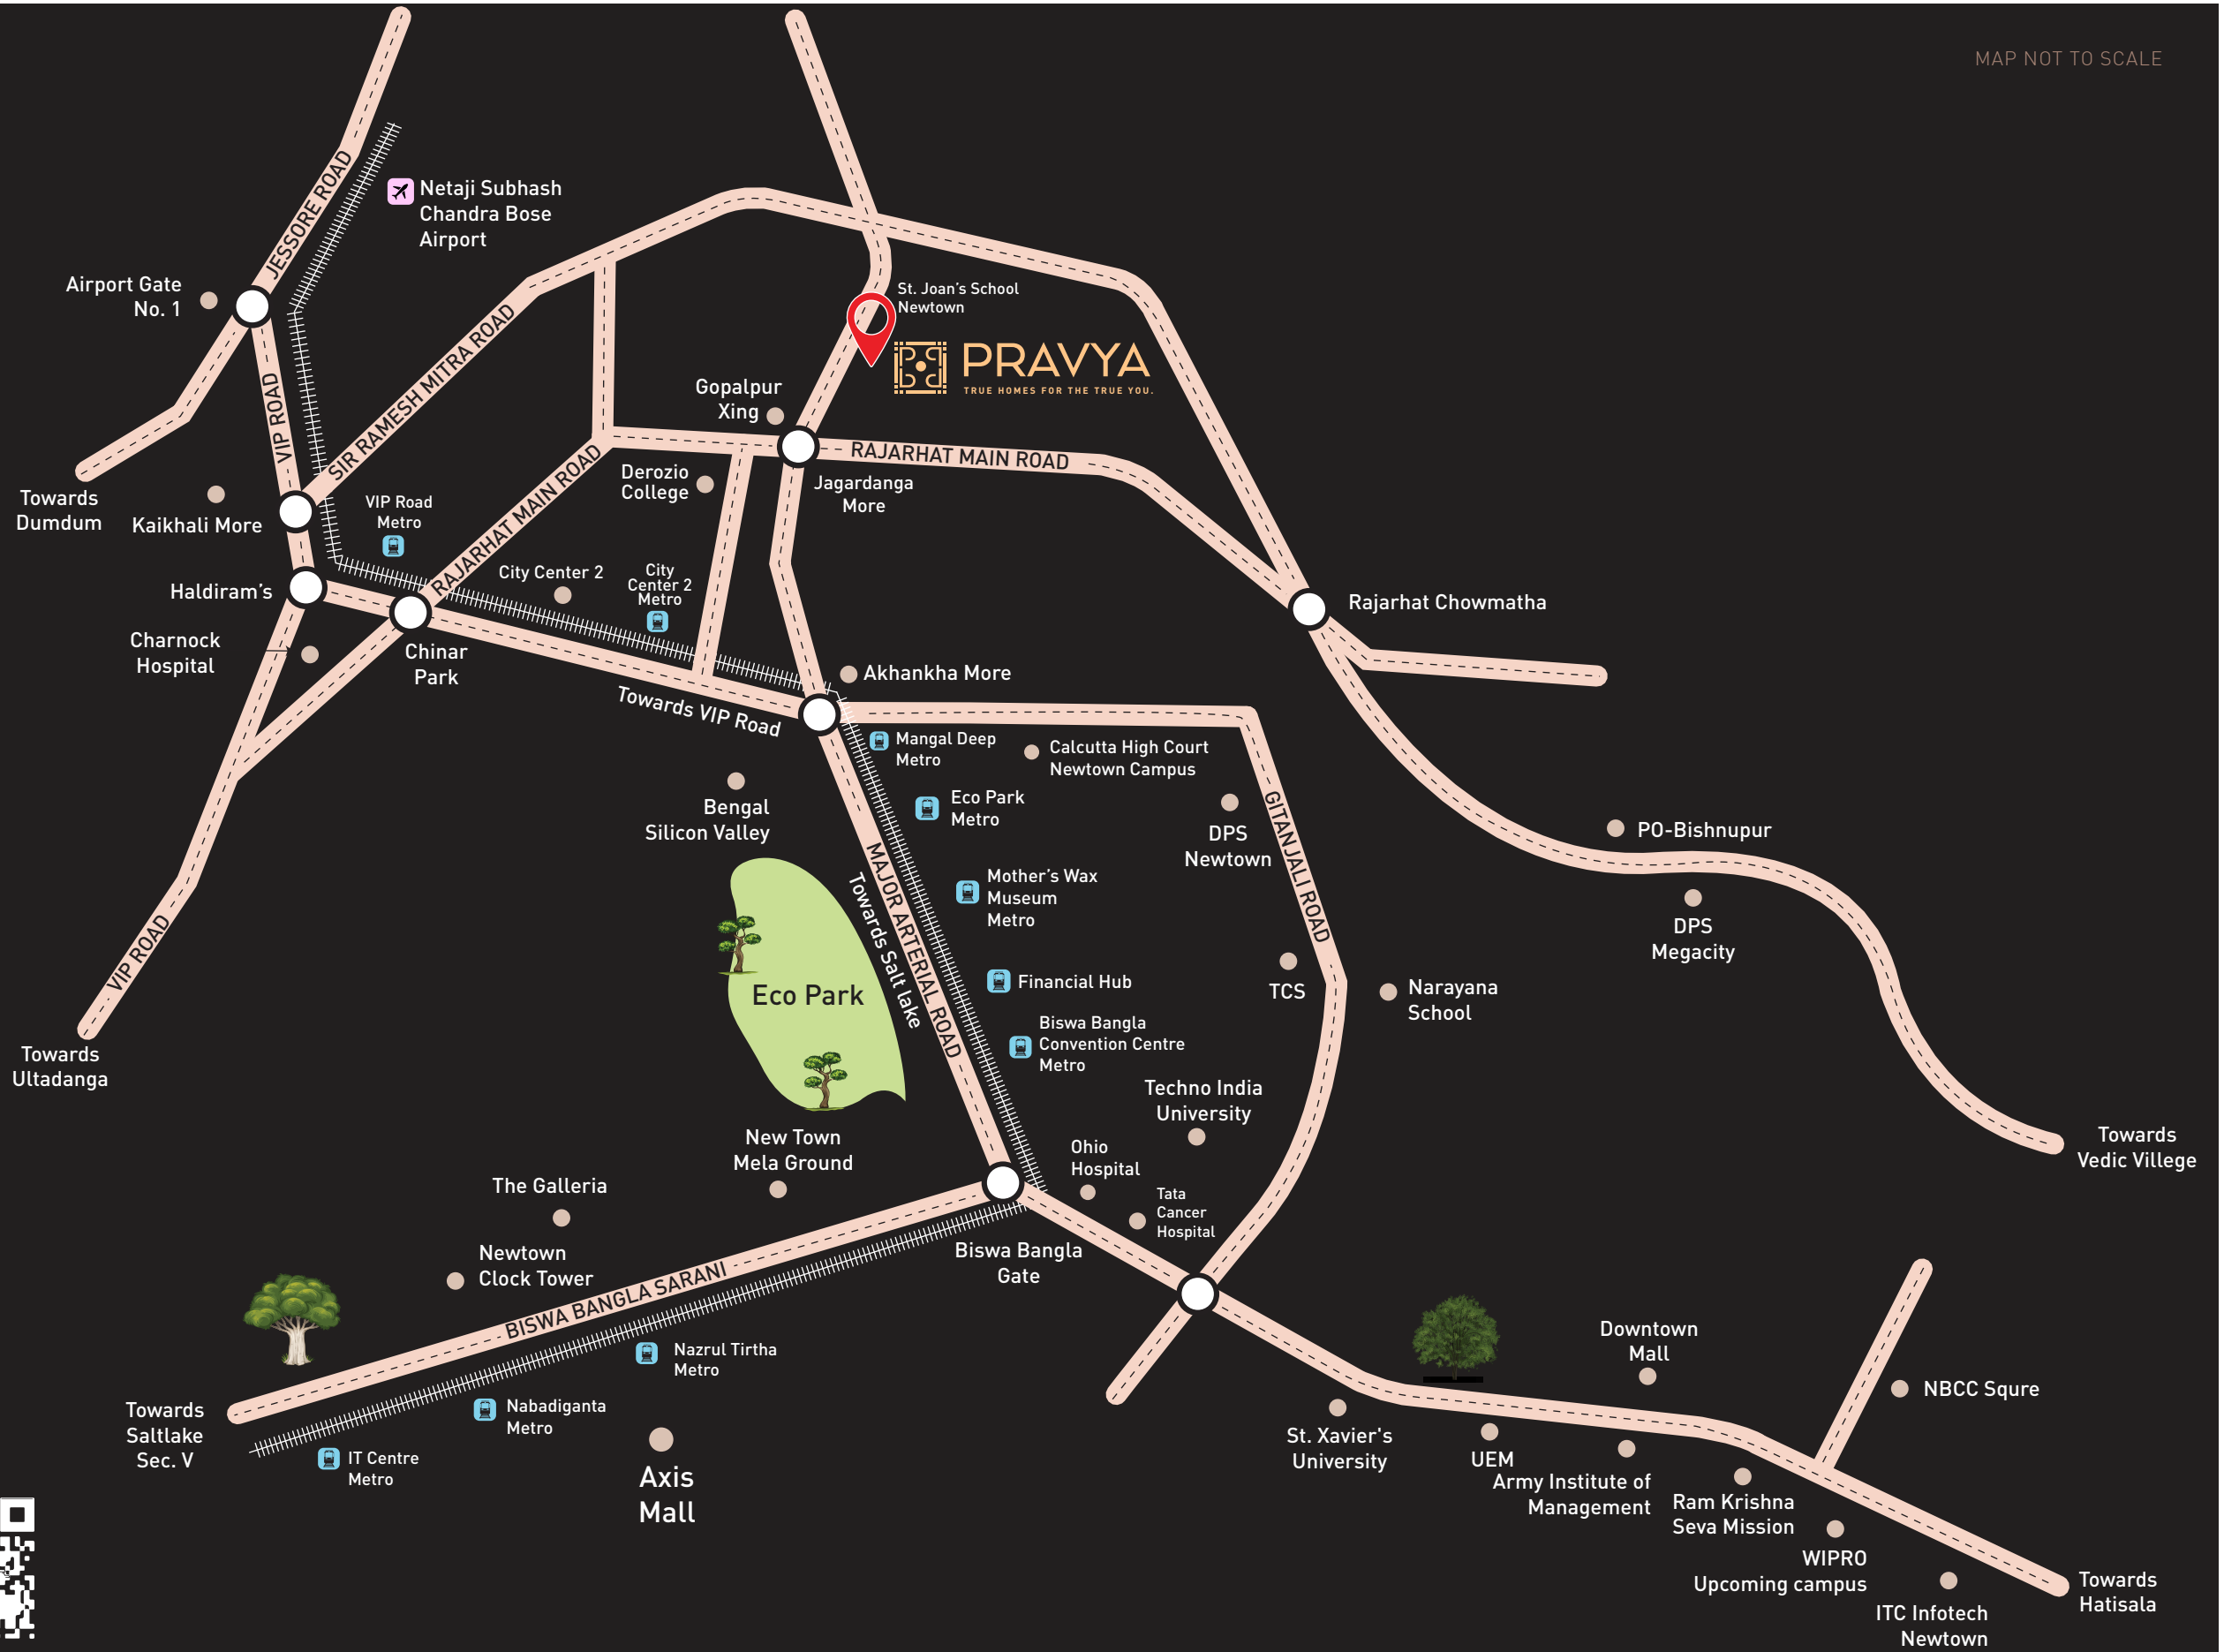 MAP NOT TO SCALE
JESSORE ROAD
Netaji Subhash
Chandra Bose
Airport
Airport Gate
No. 1
St. Joan's School
Newtown
PRAVYA
TRUE HOMES FOR THE TRUE YOU.
VIP ROAD
SIR RAMESH MITRA ROAD
Gopalpur
Xing
RAJARHAT MAIN ROAD
Jagardanga
More
Derozio
College
Towards
Dumdum
Kaikhali More
VIP Road
Metro
RAJARHAT MAIN ROAD
City Center 2
City
Center 2
Metro
Haldiram's
Rajarhat Chowmatha
Charnock
Hospital
Chinar
Park
Towards VIP Road
Akhankha More
Mangal Deep
Metro
Calcutta High Court
Newtown Campus
Bengal
Silicon Valley
Eco Park
Metro
DPS
Newtown
GITANJALI ROAD
PO-Bishnupur
DPS
Megacity
MAJOR ARTERIAL ROAD
Towards Salt lake
Mother's Wax
Museum
Metro
Eco Park
Financial Hub
TCS
Narayana
School
VIP ROAD
Towards
Ultadanga
Biswa Bangla
Convention Centre
Metro
Techno India
University
New Town
Mela Ground
Ohio
Hospital
Tata
Cancer
Hospital
Towards
Vedic Villege
The Galleria
Newtown
Clock Tower
Biswa Bangla
Gate
BISWA BANGLA SARANI
Nazrul Tirtha
Metro
Nabadiganta
Metro
Towards
Saltlake
Sec. V
IT Centre
Metro
Axis
Mall
Downtown
Mall
NBCC Squre
St. Xavier's
University
UEM
Army Institute of
Management
Ram Krishna
Seva Mission
WIPRO
Upcoming campus
ITC Infotech
Newtown
Towards
Hatisala